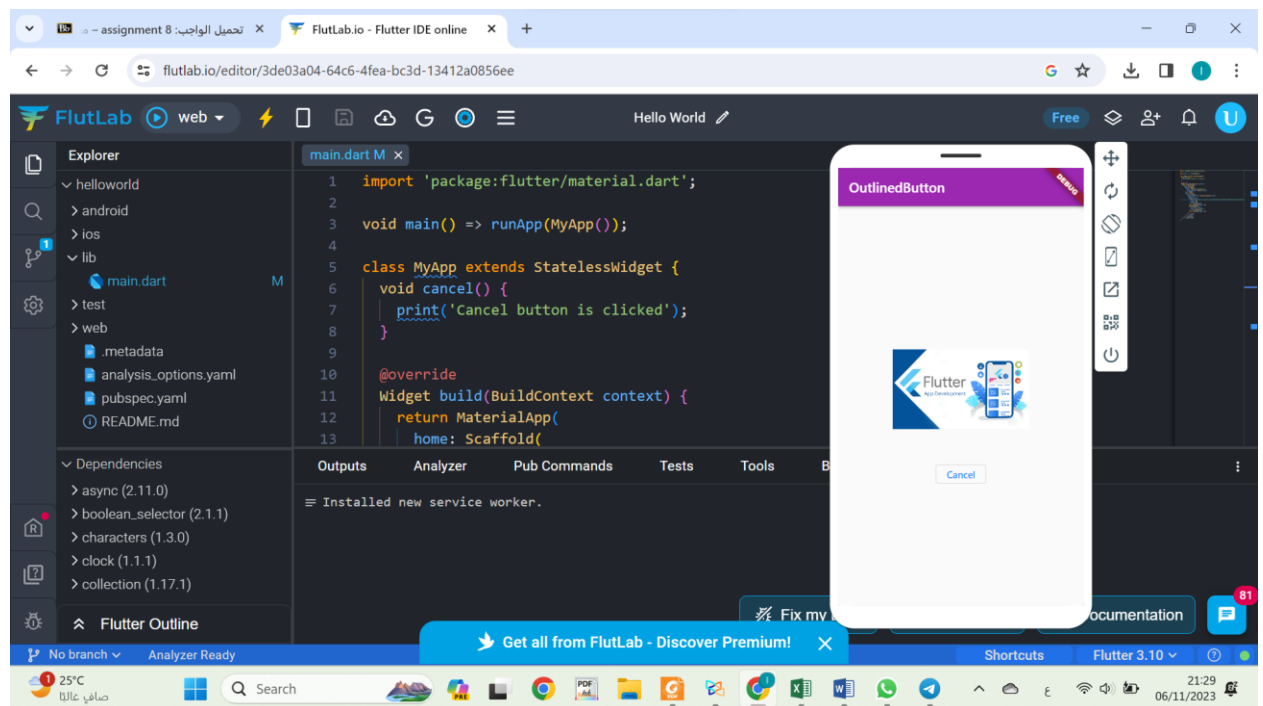 تحميل الواجب: assignment 8 –
FlutLab.io - Flutter IDE online
flutlab.io/editor/3de03a04-64c6-4fea-bc3d-13412a0856ee
FlutLab
web
Hello World
Free
U
Explorer
helloworld
android
ios
lib
main.dart M
test
web
.metadata
analysis_options.yaml
pubspec.yaml
README.md
Dependencies
async (2.11.0)
boolean_selector (2.1.1)
characters (1.3.0)
clock (1.1.1)
collection (1.17.1)
Flutter Outline
1
main.dart M
1 import 'package:flutter/material.dart';
2
3 void main() => runApp(MyApp());
4
5 class MyApp extends StatelessWidget {
6 void cancel() {
7 print('Cancel button is clicked');
8 }
9
10 @override
11 Widget build(BuildContext context) {
12 return MaterialApp(
13 home: Scaffold(
Outputs Analyzer Pub Commands Tests Tools B
Installed new service worker.
OutlinedButton
DEBUG
Flutter
App Development
Cancel
Fix my
ocumentation
81
Get all from FlutLab - Discover Premium!
No branch Analyzer Ready
Shortcuts Flutter 3.10
1
25°C
صافٍ غالبًا
Search
PRE
PDF
ع
21:29
06/11/2023